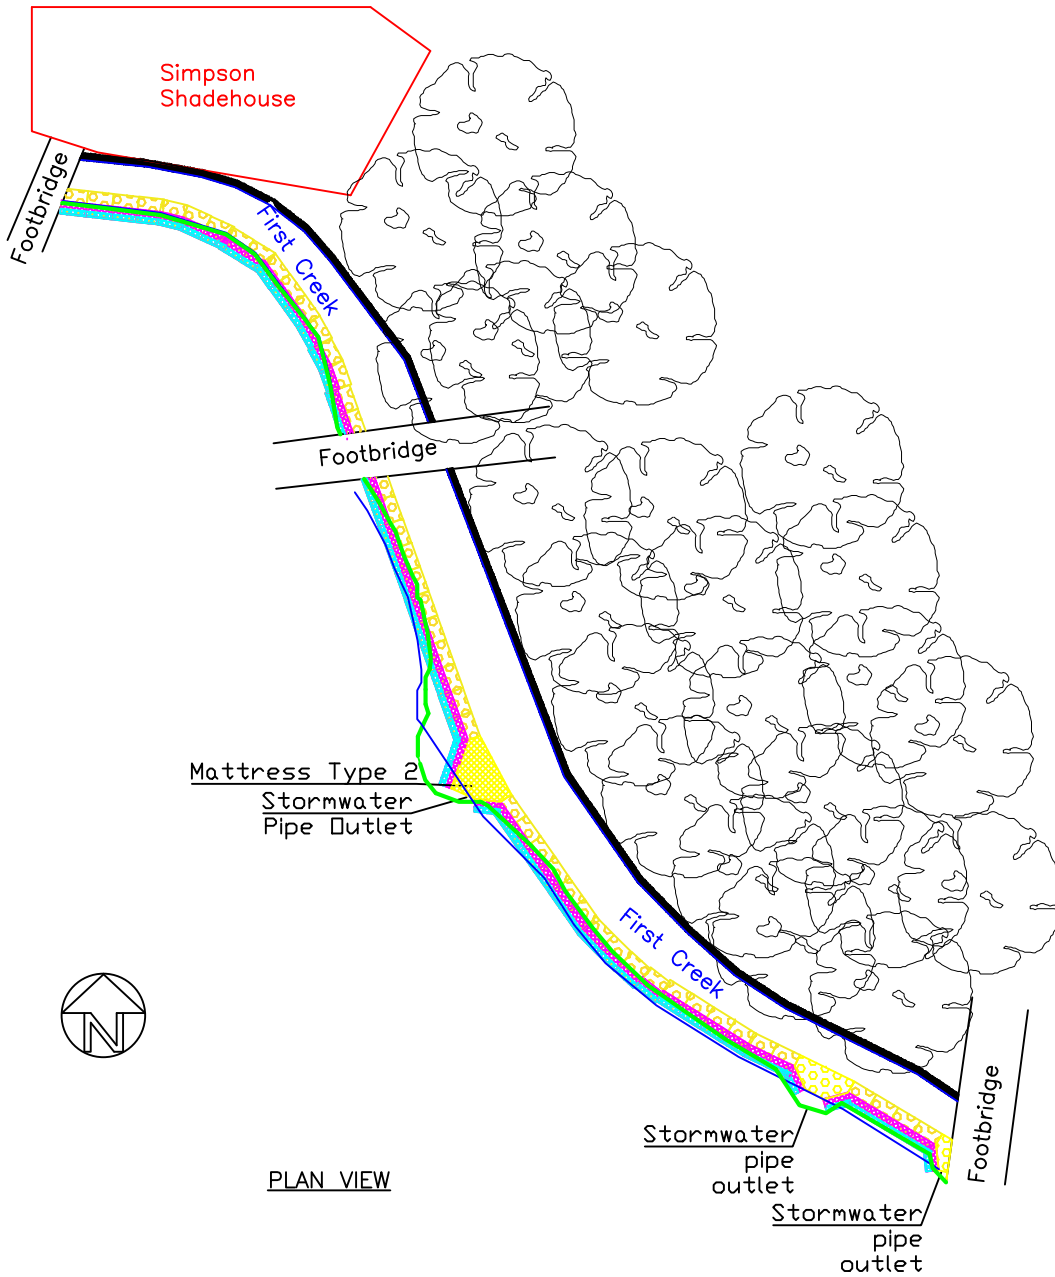 Simpson
Shadehouse
Footbridge
First Creek
Footbridge
Mattress Type 2
Stormwater
Pipe Outlet
First Creek
N
Footbridge
Stormwater
pipe
outlet
PLAN VIEW
Stormwater
pipe
outlet